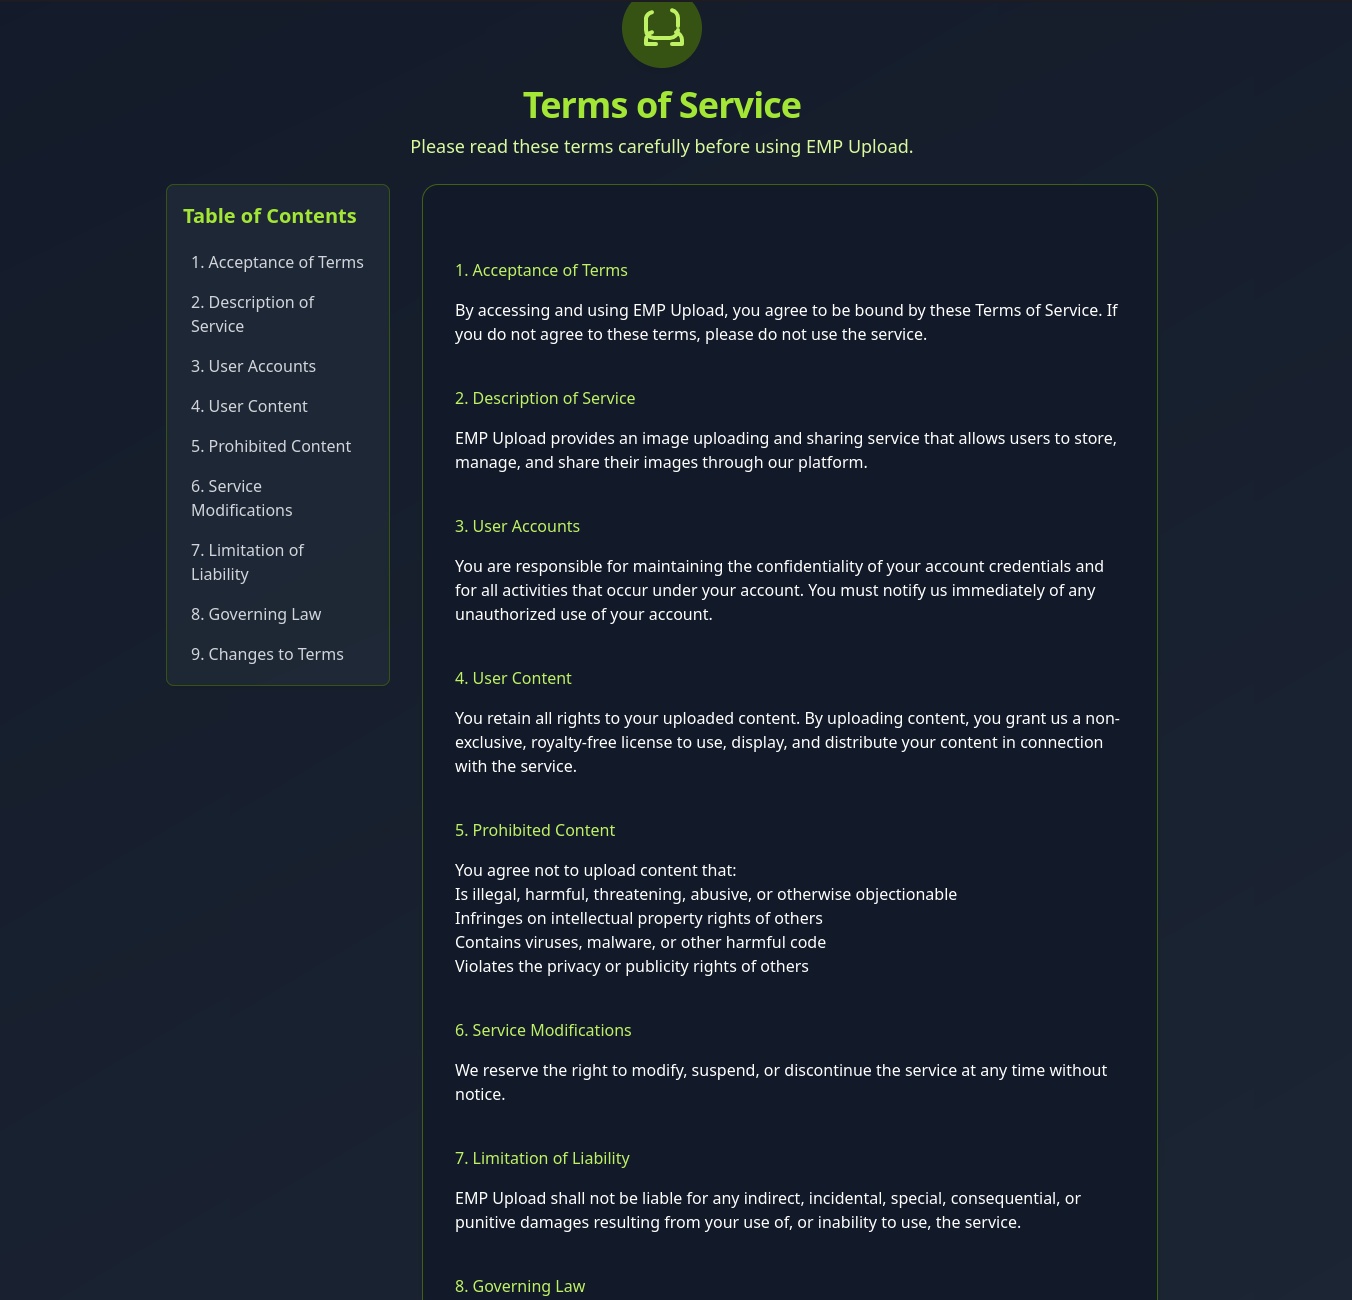 Terms of Service
Please read these terms carefully before using EMP Upload.
Table of Contents
1. Acceptance of Terms
2. Description of
Service
3. User Accounts
4. User Content
5. Prohibited Content
6. Service
Modifications
7. Limitation of
Liability
8. Governing Law
9. Changes to Terms
1. Acceptance of Terms
By accessing and using EMP Upload, you agree to be bound by these Terms of Service. If
you do not agree to these terms, please do not use the service.
2. Description of Service
EMP Upload provides an image uploading and sharing service that allows users to store,
manage, and share their images through our platform.
3. User Accounts
You are responsible for maintaining the confidentiality of your account credentials and
for all activities that occur under your account. You must notify us immediately of any
unauthorized use of your account.
4. User Content
You retain all rights to your uploaded content. By uploading content, you grant us a non-
exclusive, royalty-free license to use, display, and distribute your content in connection
with the service.
5. Prohibited Content
You agree not to upload content that:
Is illegal, harmful, threatening, abusive, or otherwise objectionable
Infringes on intellectual property rights of others
Contains viruses, malware, or other harmful code
Violates the privacy or publicity rights of others
6. Service Modifications
We reserve the right to modify, suspend, or discontinue the service at any time without
notice.
7. Limitation of Liability
EMP Upload shall not be liable for any indirect, incidental, special, consequential, or
punitive damages resulting from your use of, or inability to use, the service.
8. Governing Law